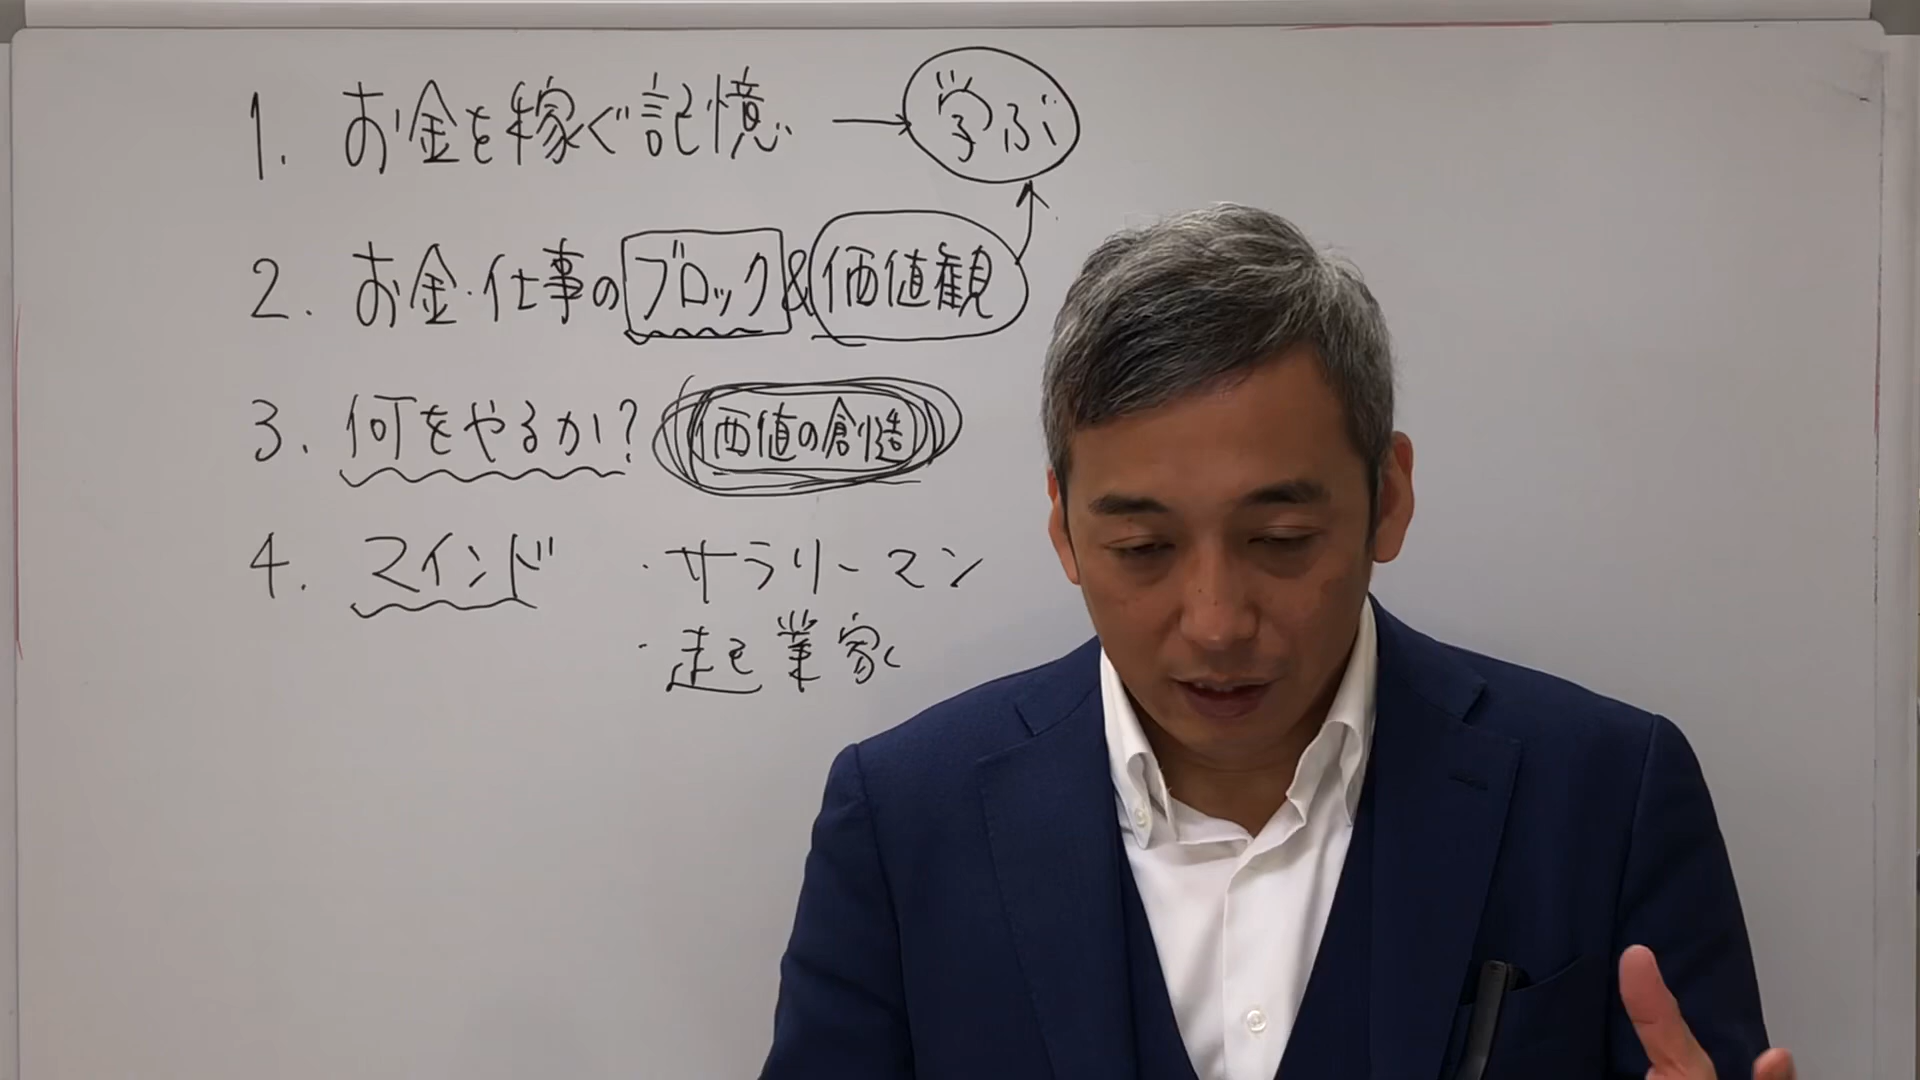 1. お金を稼ぐ記憶 → 学ぶ
2. お金・仕事のブロック&価値観
3. 何をやるか? 価値の創造
4. マインド ・サラリーマン
・起業家